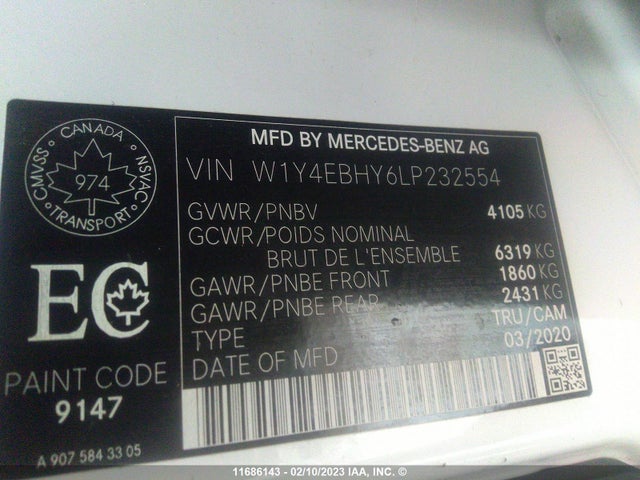 CANADA
CMVSS
NSVAC
974
TRANSPORT
MFD BY MERCEDES-BENZ AG
VIN W1Y4EBHY6LP232554
GVWR/PNBV 4105 KG
GCWR/POIDS NOMINAL
BRUT DE L'ENSEMBLE 6319 KG
GAWR/PNBE FRONT 1860 KG
GAWR/PNBE REAR 2431 KG
TYPE TRU/CAM
DATE OF MFD 03/2020
EC
PAINT CODE
9147
A 907 584 33 05
11686143 - 02/10/2023 IAA, INC. ©